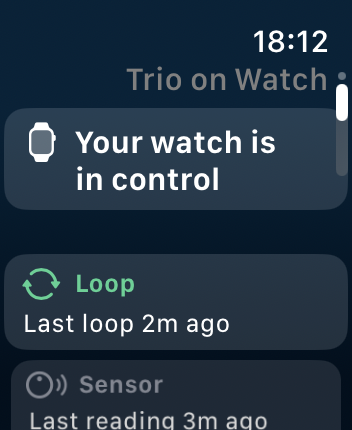 18:12
Trio on Watch
Your watch is
in control
Loop
Last loop 2m ago
Sensor
Last reading 3m ago